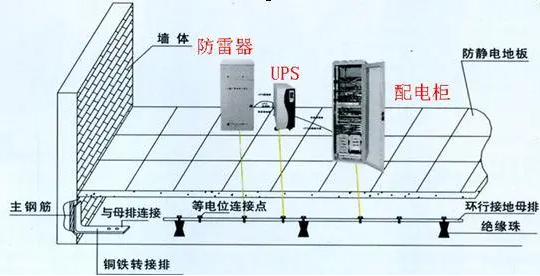 墙体
防雷器
UPS
配电柜
防静电地板
主钢筋
与母排连接
等电位连接点
环行接地母排
绝缘珠
铜铁转接排